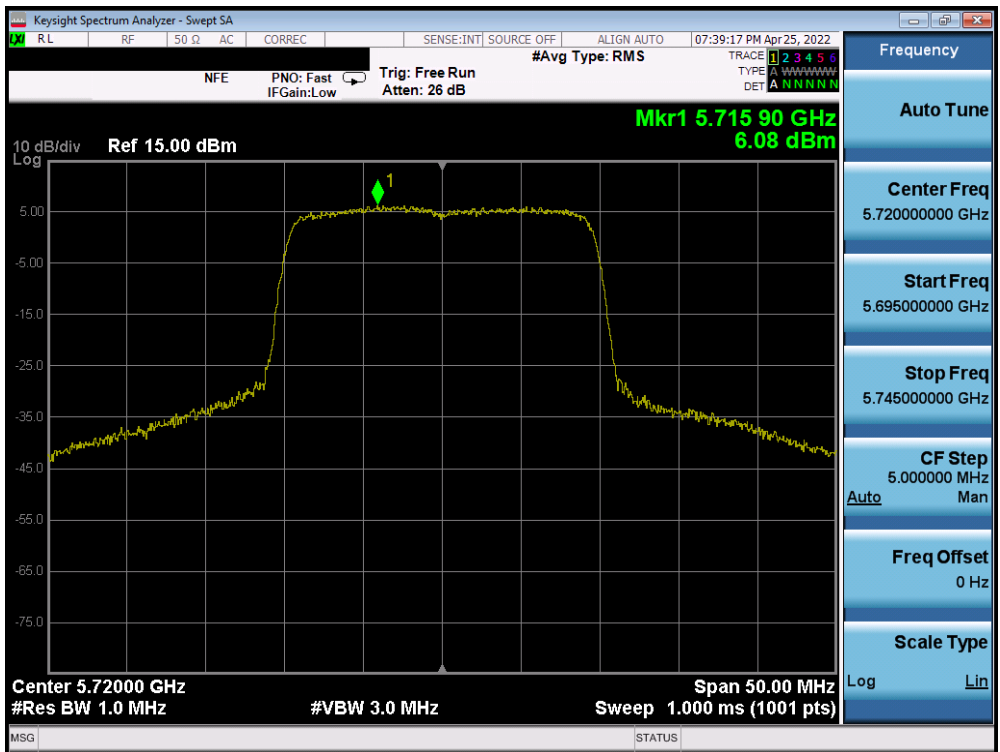 Keysight Spectrum Analyzer - Swept SA
LXI RL RF 50 Ω AC CORREC SENSE:INT SOURCE OFF ALIGN AUTO 07:39:17 PM Apr 25, 2022
NFE PNO: Fast IFGain:Low
Trig: Free Run
Atten: 26 dB
#Avg Type: RMS
TRACE 1 2 3 4 5 6
TYPE A WWWWW
DET A N N N N N
Mkr1 5.715 90 GHz
6.08 dBm
10 dB/div Ref 15.00 dBm
Log
1
5.00
-5.00
-15.0
-25.0
-35.0
-45.0
-55.0
-65.0
-75.0
Center 5.72000 GHz Span 50.00 MHz
#Res BW 1.0 MHz #VBW 3.0 MHz Sweep 1.000 ms (1001 pts)
MSG STATUS
Frequency
Auto Tune
Center Freq
5.720000000 GHz
Start Freq
5.695000000 GHz
Stop Freq
5.745000000 GHz
CF Step
5.000000 MHz
Auto Man
Freq Offset
0 Hz
Scale Type
Log Lin